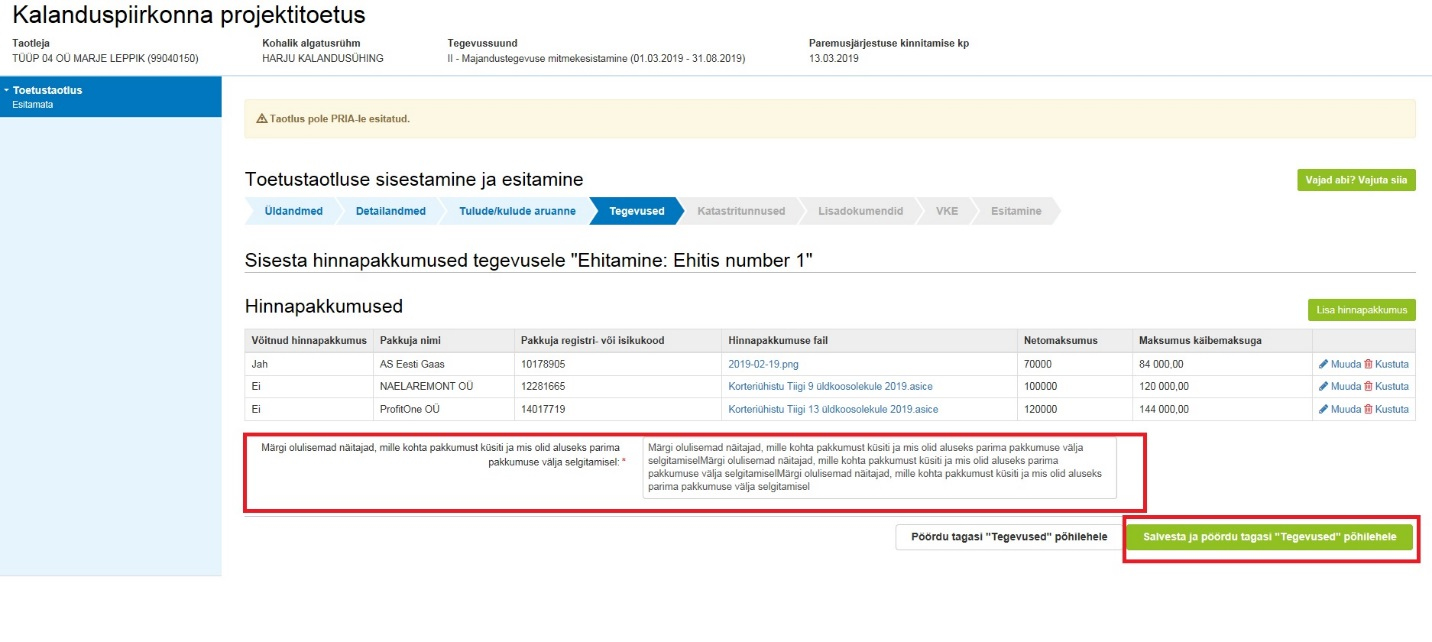 Kalanduspiirkonna projektitoetus
Taotleja
TÜÜP 04 OÜ MARJE LEPPIK (99040150)
Kohalik algatusrühm
HARJU KALANDUSÜHING
Tegevussuund
II - Majandustegevuse mitmekesistamine (01.03.2019 - 31.08.2019)
Paremusjärjestuse kinnitamise kp
13.03.2019
Toetustaotlus
Esitamata
Taotlus pole PRIA-le esitatud.
Toetustaotluse sisestamine ja esitamine
Vajad abi? Vajuta siia
Üldandmed Detailandmed Tulude/kulude aruanne Tegevused Katastritunnused Lisadokumendid VKE Esitamine
Sisesta hinnapakkumused tegevusele "Ehitamine: Ehitis number 1"
Hinnapakkumused
Lisa hinnapakkumus
Võitnud hinnapakkumus Pakkuja nimi Pakkuja registri- või isikukood Hinnapakkumuse fail Netomaksumus Maksumus käibemaksuga
Jah AS Eesti Gaas 10178905 2019-02-19.png 70000 84 000,00 Muuda Kustuta
Ei NAELAREMONT OÜ 12281665 Korteriühistu Tiigi 9 üldkoosolekule 2019.asice 100000 120 000,00 Muuda Kustuta
Ei ProfitOne OÜ 14017719 Korteriühistu Tiigi 13 üldkoosolekule 2019.asice 120000 144 000,00 Muuda Kustuta
Märgi olulisemad näitajad, mille kohta pakkumust küsiti ja mis olid aluseks parima
pakkumuse välja selgitamisel: *
Märgi olulisemad näitajad, mille kohta pakkumust küsiti ja mis olid aluseks parima pakkumuse välja
selgitamiselMärgi olulisemad näitajad, mille kohta pakkumust küsiti ja mis olid aluseks parima
pakkumuse välja selgitamiselMärgi olulisemad näitajad, mille kohta pakkumust küsiti ja mis olid aluseks
parima pakkumuse välja selgitamisel
Pöördu tagasi "Tegevused" põhilehele
Salvesta ja pöördu tagasi "Tegevused" põhilehele